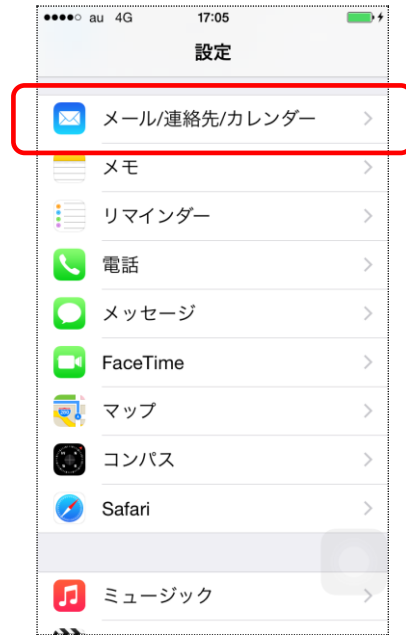 au 4G 17:05
設定
メール/連絡先/カレンダー
メモ
リマインダー
電話
メッセージ
FaceTime
マップ
コンパス
Safari
ミュージック